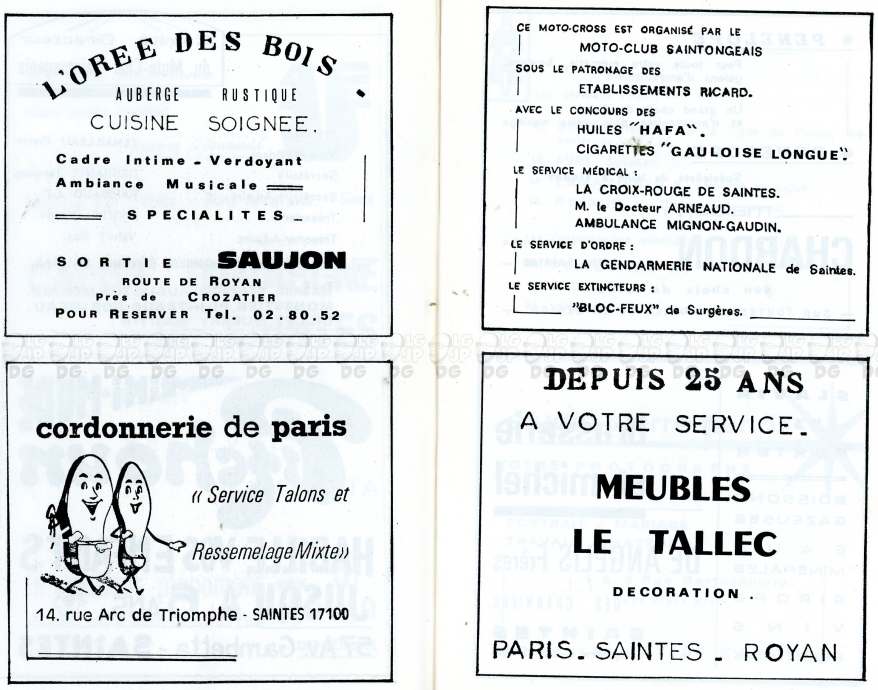 L'OREE DES BOIS
AUBERGE RUSTIQUE
CUISINE SOIGNEE.
Cadre Intime - Verdoyant
Ambiance Musicale
SPECIALITES
SORTIE SAUJON
ROUTE DE ROYAN
Près de CROZATIER
POUR RESERVER Tel. 02.80.52
CE MOTO-CROSS EST ORGANISÉ PAR LE
MOTO-CLUB SAINTONGEAIS
SOUS LE PATRONAGE DES
ETABLISSEMENTS RICARD.
AVEC LE CONCOURS DES
HUILES "HAFA".
CIGARETTES "GAULOISE LONGUE".
LE SERVICE MÉDICAL :
LA CROIX-ROUGE DE SAINTES.
M. le Docteur ARNEAUD.
AMBULANCE MIGNON-GAUDIN.
LE SERVICE D'ORDRE :
LA GENDARMERIE NATIONALE de Saintes.
LE SERVICE EXTINCTEURS :
"BLOC-FEUX" de Surgères.
cordonnerie de paris
« Service Talons et
Ressemelage Mixte»
14. rue Arc de Triomphe - SAINTES 17100
DEPUIS 25 ANS
A VOTRE SERVICE-
MEUBLES
LE TALLEC
DECORATION.
PARIS - SAINTES - ROYAN